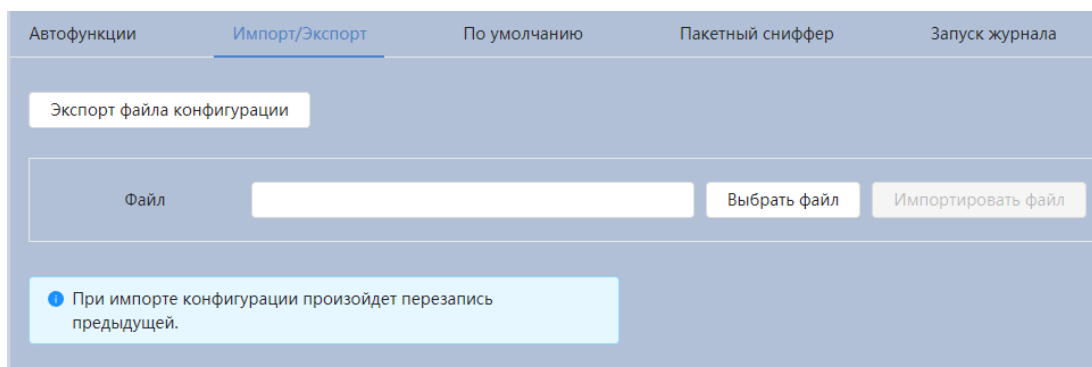 Автофункции Импорт/Экспорт По умолчанию Пакетный сниффер Запуск журнала
Экспорт файла конфигурации
Файл Выбрать файл Импортировать файл
При импорте конфигурации произойдет перезапись
предыдущей.